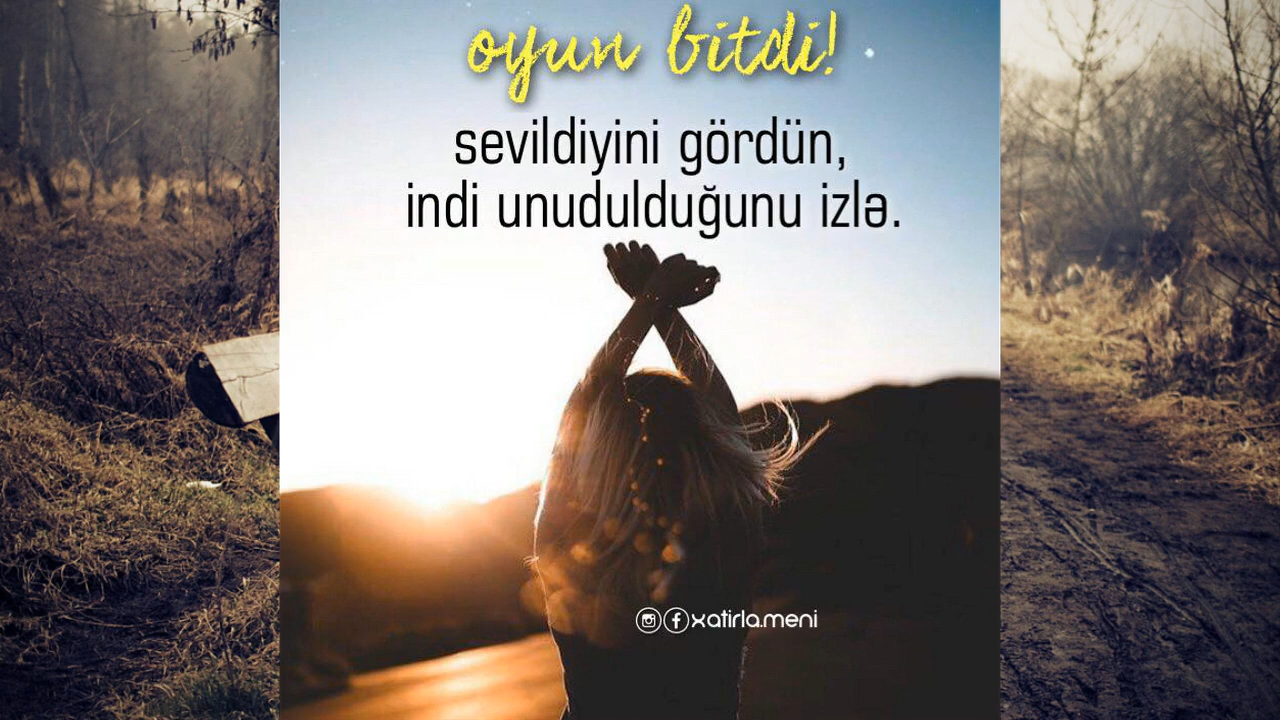 oyun bitdi!
sevildiyini gördün,
indi unudulduğunu izlə.
xatirla.meni